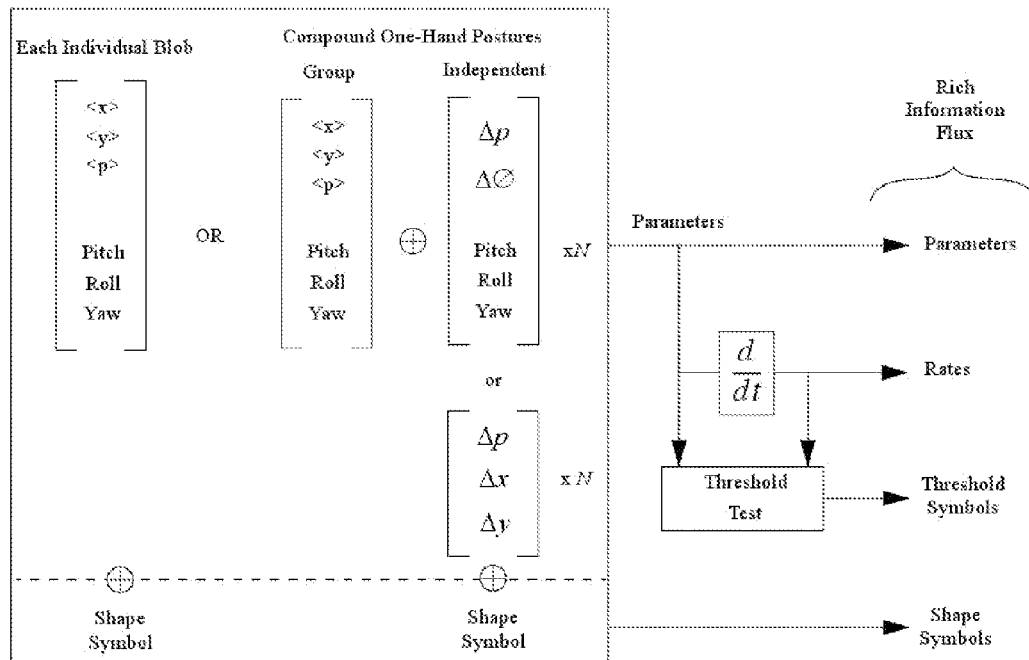 Each Individual Blob
<x>
<y>
<p>
Pitch
Roll
Yaw
OR
Compound One-Hand Postures
Group
<x>
<y>
<p>
Pitch
Roll
Yaw
⊕
Independent
Δp
Δ∅
Pitch
Roll
Yaw
xN
or
Δp
Δx
Δy
x N
⊕
Shape
Symbol
⊕
Shape
Symbol
Parameters
d
dt
Threshold
Test
Rich
Information
Flux
Parameters
Rates
Threshold
Symbols
Shape
Symbols